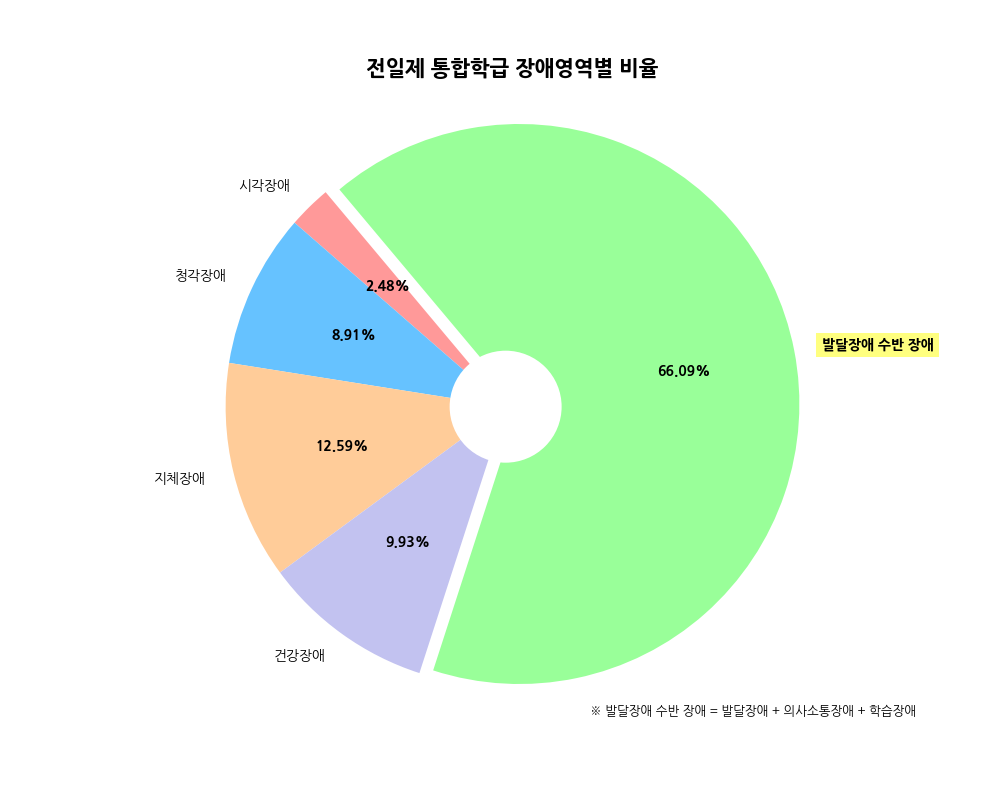 전일제 통합학급 장애영역별 비율
시각장애
2.48%
청각장애
8.91%
발달장애 수반 장애
66.09%
지체장애
12.59%
건강장애
9.93%
※ 발달장애 수반 장애 = 발달장애 + 의사소통장애 + 학습장애